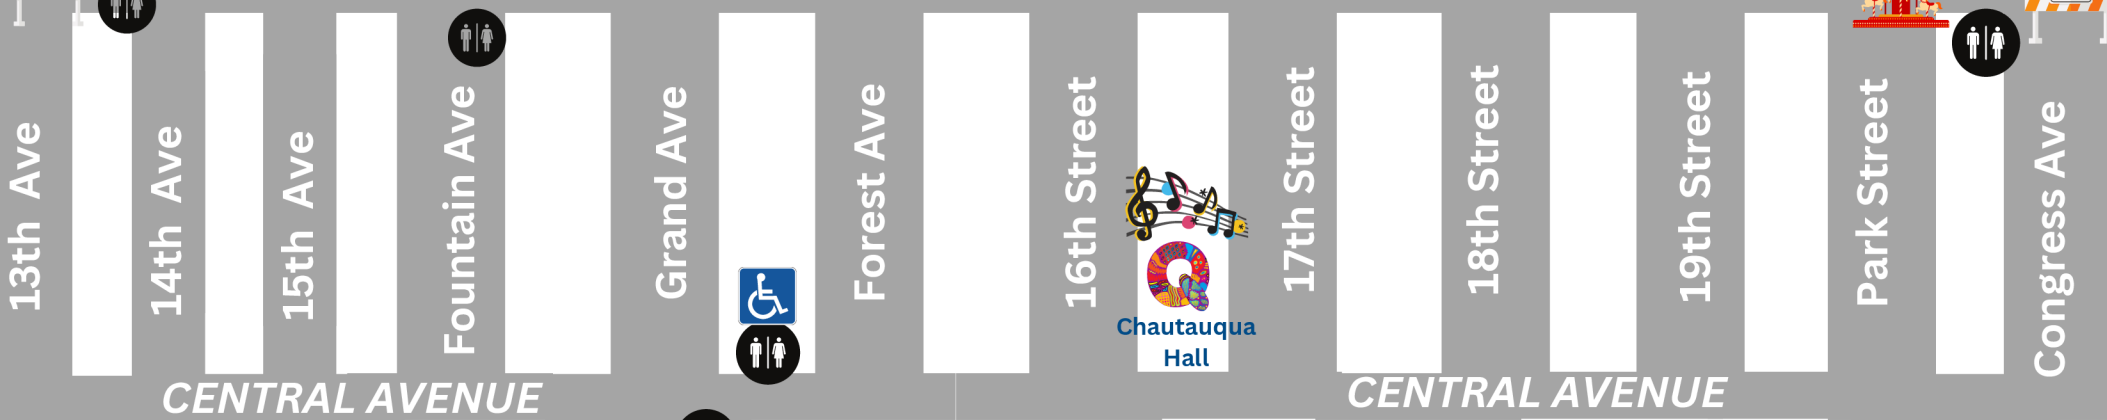 13th Ave
14th Ave
15th Ave
Fountain Ave
Grand Ave
Forest Ave
16th Street
Q
Chautauqua
Hall
17th Street
18th Street
19th Street
Park Street
Congress Ave
CENTRAL AVENUE
CENTRAL AVENUE